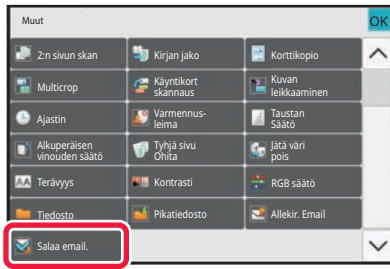 Muut
OK
2:n sivun skan
Kirjan jako
Korttikopio
Multicrop
Käyntikort
skannaus
Kuvan
leikkaaminen
Ajastin
Varmennus-
leima
Taustan
Säätö
Alkuperäisen
vinouden säätö
Tyhjä sivu
Ohita
Jätä väri
pois
AA
Terävyys
Kontrasti
RGB säätö
Tiedosto
Pikatiedosto
Allekir. Email
Salaa email.